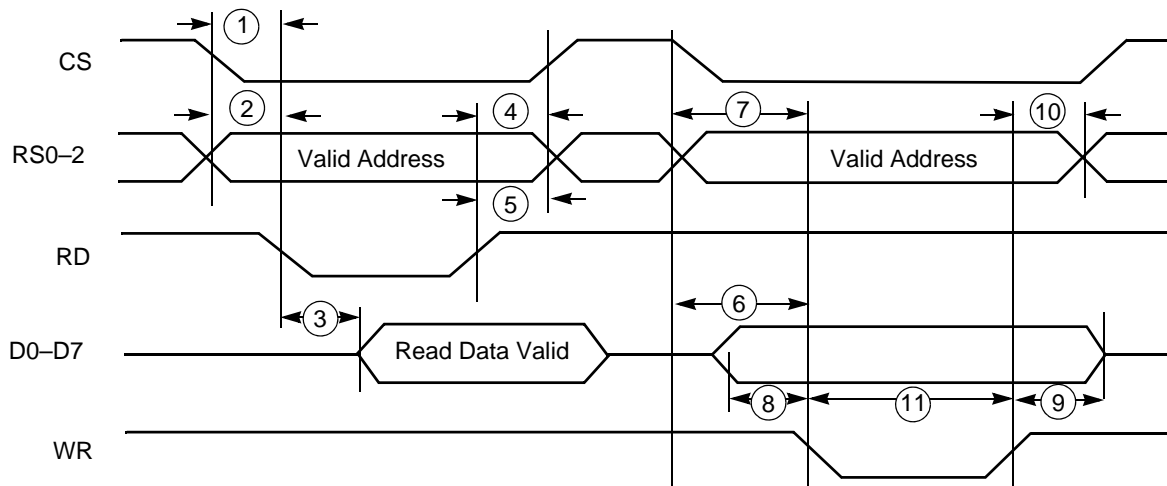 1
CS
2
4
7
10
RS0–2
Valid Address
Valid Address
5
RD
6
3
D0–D7
Read Data Valid
8
11
9
WR